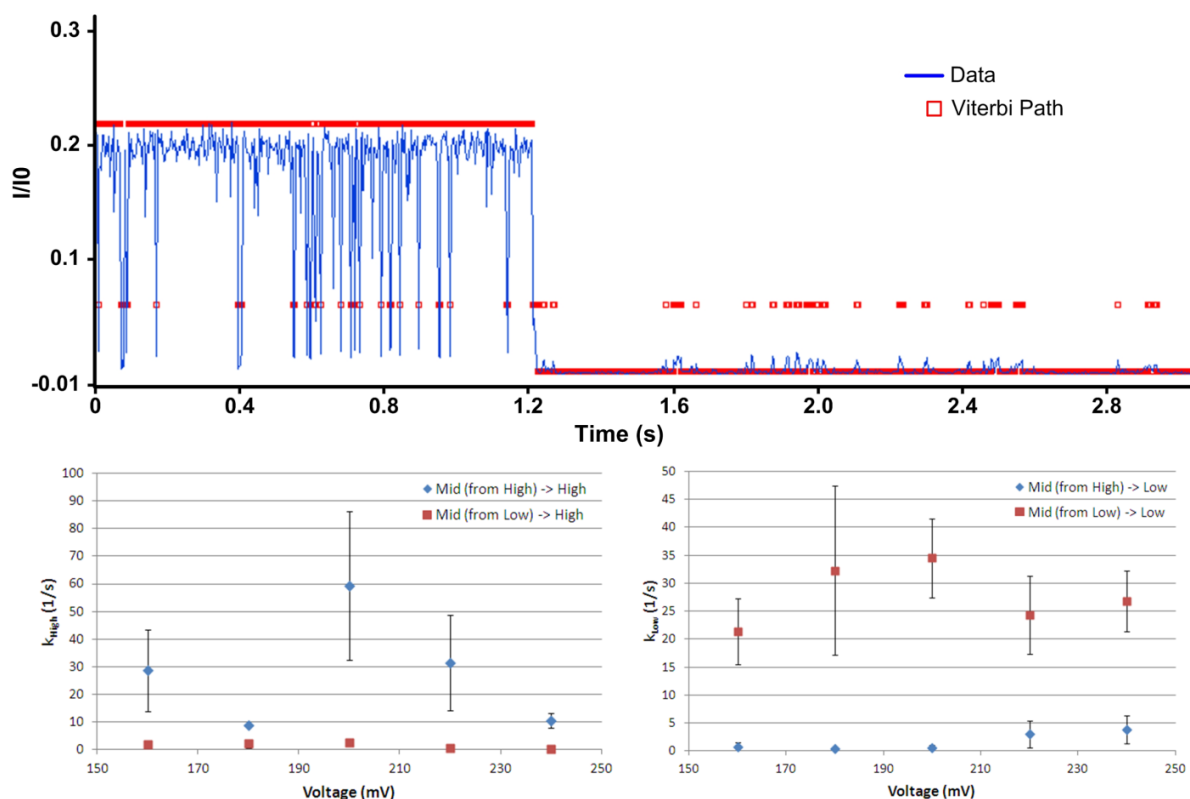 0.3
0.2
0.1
-0.01
I/I0
Data
Viterbi Path
0 0.4 0.8 1.2 1.6 2.0 2.4 2.8
Time (s)
100
90
80
70
60
50
40
30
20
10
0
k High (1/s)
Mid (from High) -> High
Mid (from Low) -> High
150 170 190 210 230 250
Voltage (mV)
50
45
40
35
30
25
20
15
10
5
0
k Low (1/s)
Mid (from High) -> Low
Mid (from Low) -> Low
150 170 190 210 230 250
Voltage (mV)